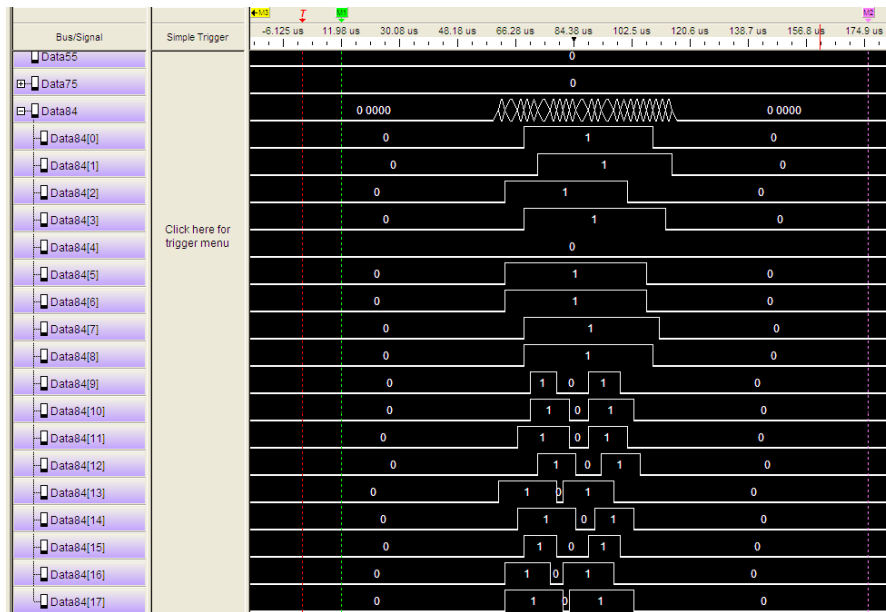 M3 T M1 M2
Bus/Signal Simple Trigger -6.125 us 11.98 us 30.08 us 48.18 us 66.28 us 84.38 us 102.5 us 120.6 us 138.7 us 156.8 us 174.9 us
Data55 0
Data75 0
Data84 0 0000 0 0000
Data84[0] 0 1 0
Data84[1] 0 1 0
Data84[2] 0 1 0
Data84[3] 0 1 0
Click here for
trigger menu
Data84[4] 0
Data84[5] 0 1 0
Data84[6] 0 1 0
Data84[7] 0 1 0
Data84[8] 0 1 0
Data84[9] 0 1 0 1 0
Data84[10] 0 1 0 1 0
Data84[11] 0 1 0 1 0
Data84[12] 0 1 0 1 0
Data84[13] 0 1 0 1 0
Data84[14] 0 1 0 1 0
Data84[15] 0 1 0 1 0
Data84[16] 0 1 0 1 0
Data84[17] 0 1 0 1 0